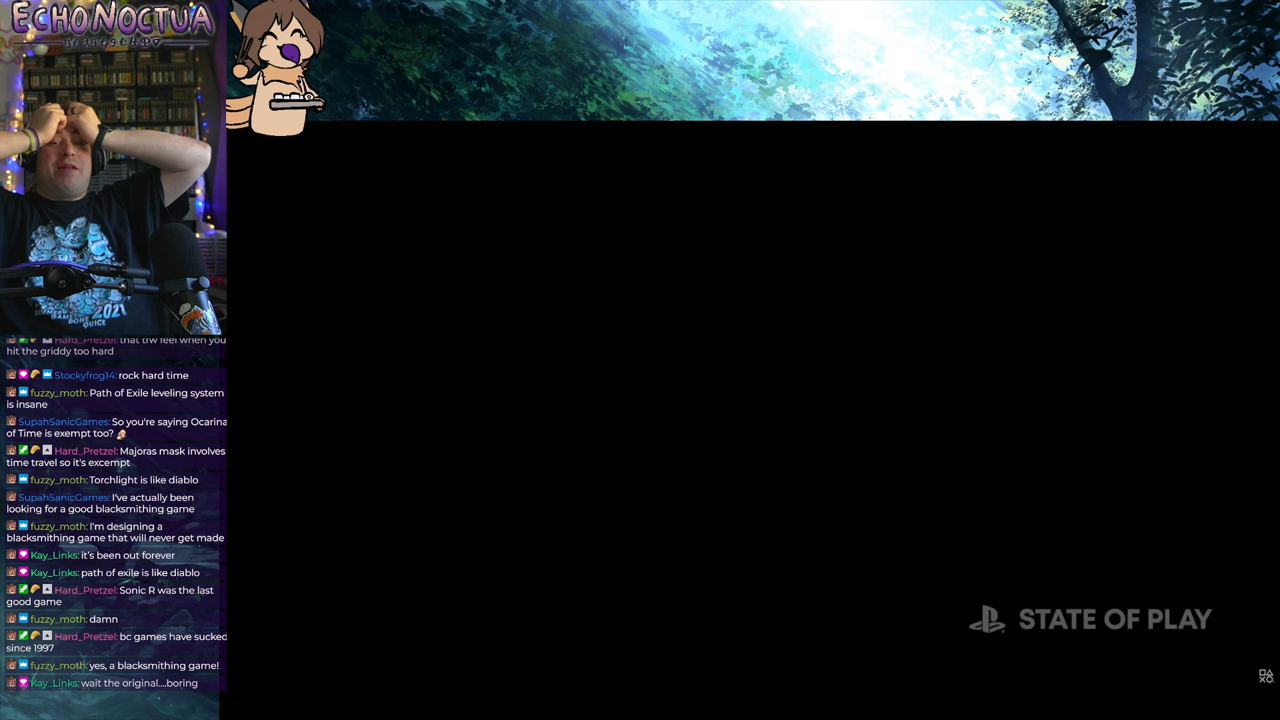 ECHONOCTUA
SUMMER
GAMES 2021
DONE
QUICK
Hard_Pretzel: that tfw feel when you
hit the griddy too hard
Stockyfrog14: rock hard time
fuzzy_moth: Path of Exile leveling system
is insane
SupahSanicGames: So you're saying Ocarina
of Time is exempt too?
Hard_Pretzel: Majoras mask involves
time travel so it's excempt
fuzzy_moth: Torchlight is like diablo
SupahSanicGames: I've actually been
looking for a good blacksmithing game
fuzzy_moth: I'm designing a
blacksmithing game that will never get made
Kay_Links: it's been out forever
Kay_Links: path of exile is like diablo
Hard_Pretzel: Sonic R was the last
good game
fuzzy_moth: damn
Hard_Pretzel: bc games have sucked
since 1997
fuzzy_moth: yes, a blacksmithing game!
Kay_Links: wait the original....boring
STATE OF PLAY